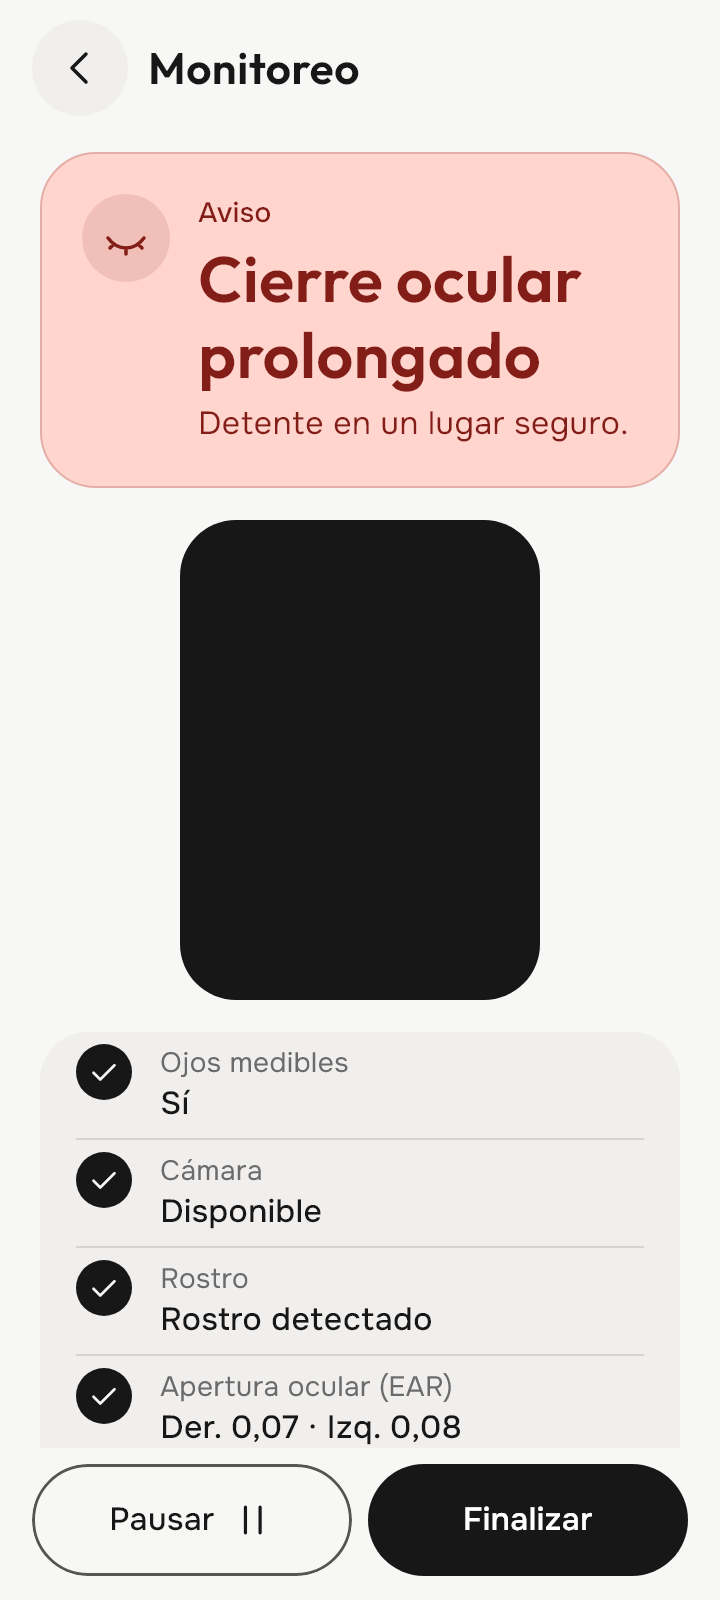 Monitoreo
Aviso
Cierre ocular
prolongado
Detente en un lugar seguro.
Ojos medibles
Sí
Cámara
Disponible
Rostro
Rostro detectado
Apertura ocular (EAR)
Der. 0,07 · Izq. 0,08
Pausar
Finalizar